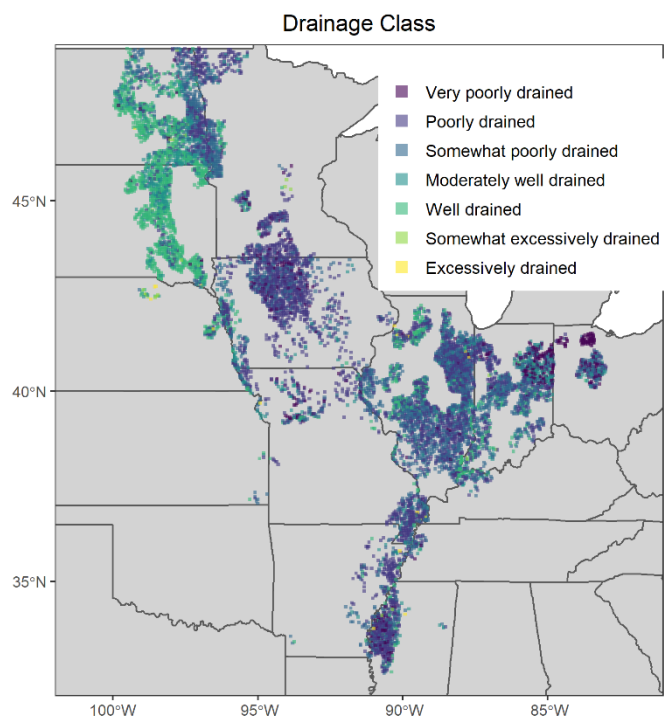 Drainage Class
Very poorly drained
Poorly drained
Somewhat poorly drained
Moderately well drained
Well drained
Somewhat excessively drained
Excessively drained
45°N
40°N
35°N
100°W
95°W
90°W
85°W